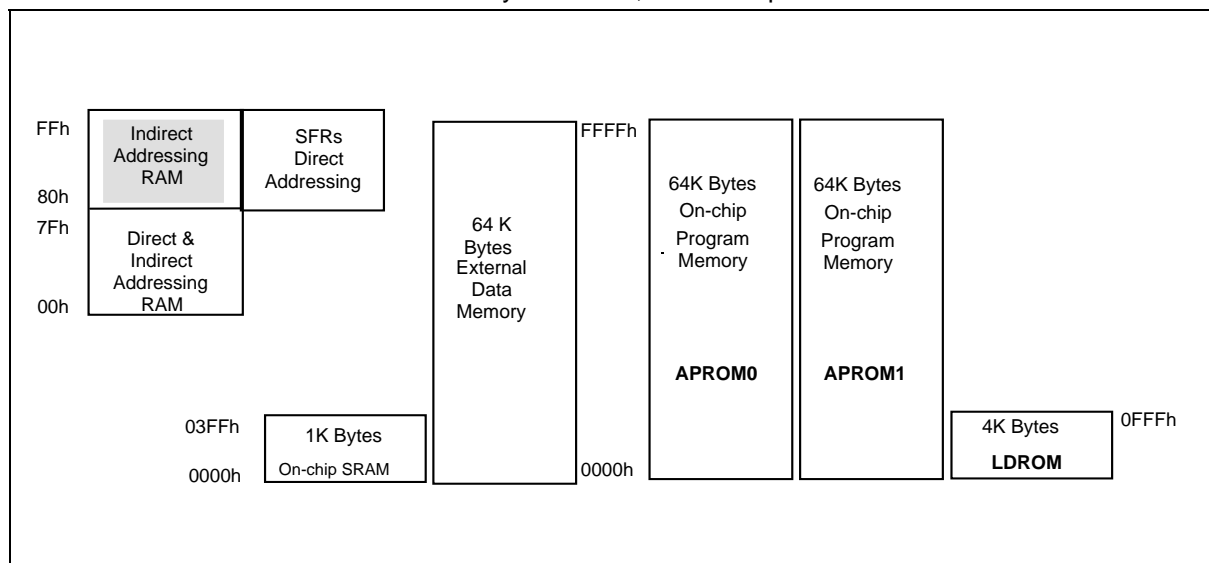 FFh
Indirect
Addressing
RAM
80h
SFRs
Direct
Addressing
7Fh
Direct &
Indirect
Addressing
RAM
00h
03FFh
1K Bytes
On-chip SRAM
0000h
64 K
Bytes
External
Data
Memory
FFFFh
0000h
64K Bytes
On-chip
Program
Memory
APROM0
64K Bytes
On-chip
Program
Memory
APROM1
4K Bytes
LDROM
0FFFh